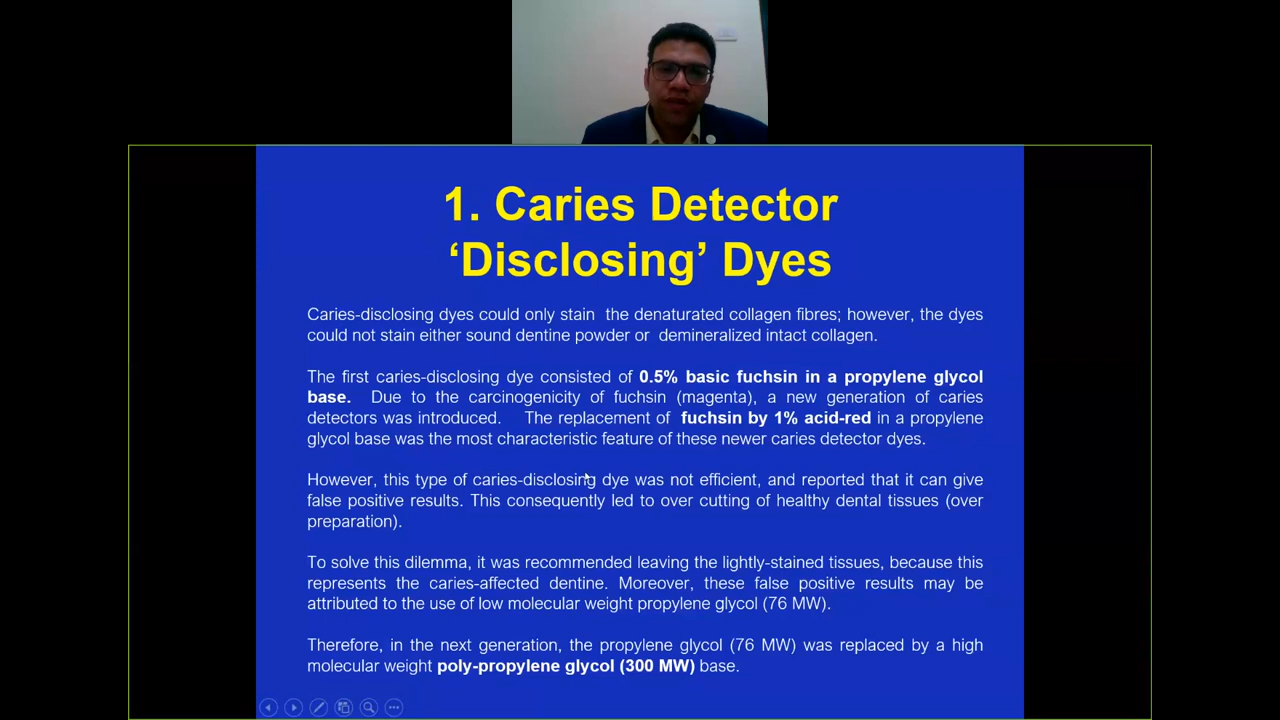 1. Caries Detector
‘Disclosing’ Dyes
Caries-disclosing dyes could only stain the denaturated collagen fibres; however, the dyes
could not stain either sound dentine powder or demineralized intact collagen.
The first caries-disclosing dye consisted of 0.5% basic fuchsin in a propylene glycol
base. Due to the carcinogenicity of fuchsin (magenta), a new generation of caries
detectors was introduced. The replacement of fuchsin by 1% acid-red in a propylene
glycol base was the most characteristic feature of these newer caries detector dyes.
However, this type of caries-disclosing dye was not efficient, and reported that it can give
false positive results. This consequently led to over cutting of healthy dental tissues (over
preparation).
To solve this dilemma, it was recommended leaving the lightly-stained tissues, because this
represents the caries-affected dentine. Moreover, these false positive results may be
attributed to the use of low molecular weight propylene glycol (76 MW).
Therefore, in the next generation, the propylene glycol (76 MW) was replaced by a high
molecular weight poly-propylene glycol (300 MW) base.